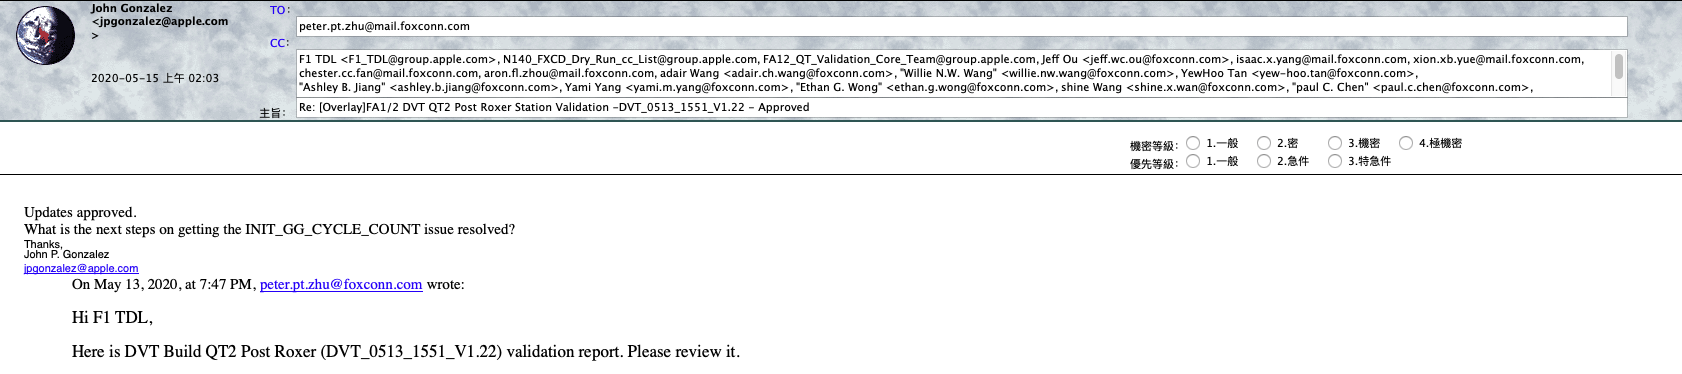 John Gonzalez
<jpgonzalez@apple.com
>
2020-05-15 上午 02:03
TO：
peter.pt.zhu@mail.foxconn.com
CC：
F1 TDL <F1_TDL@group.apple.com>, N140_FXCD_Dry_Run_cc_List@group.apple.com, FA12_QT_Validation_Core_Team@group.apple.com, Jeff Ou <jeff.wc.ou@foxconn.com>, isaac.x.yang@mail.foxconn.com, xion.xb.yue@mail.foxconn.com,
chester.cc.fan@mail.foxconn.com, aron.fl.zhou@mail.foxconn.com, adair Wang <adair.ch.wang@foxconn.com>, "Willie N.W. Wang" <willie.nw.wang@foxconn.com>, YewHoo Tan <yew-hoo.tan@foxconn.com>,
"Ashley B. Jiang" <ashley.b.jiang@foxconn.com>, Yami Yang <yami.m.yang@foxconn.com>, "Ethan G. Wong" <ethan.g.wong@foxconn.com>, shine Wang <shine.x.wan@foxconn.com>, "paul C. Chen" <paul.c.chen@foxconn.com>,
主旨：
Re: [Overlay]FA1/2 DVT QT2 Post Roxer Station Validation -DVT_0513_1551_V1.22 - Approved
機密等級： 1.一般 2.密 3.機密 4.極機密
優先等級： 1.一般 2.急件 3.特急件
Updates approved.
What is the next steps on getting the INIT_GG_CYCLE_COUNT issue resolved?
Thanks,
John P. Gonzalez
jpgonzalez@apple.com
On May 13, 2020, at 7:47 PM, peter.pt.zhu@foxconn.com wrote:
Hi F1 TDL,
Here is DVT Build QT2 Post Roxer (DVT_0513_1551_V1.22) validation report. Please review it.